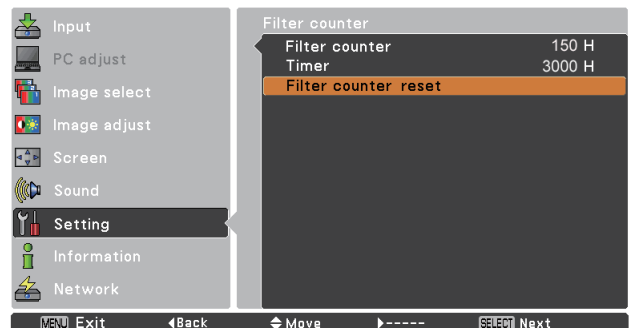 Input
PC adjust
Image select
Image adjust
Screen
Sound
Setting
Information
Network
Filter counter
Filter counter 150 H
Timer 3000 H
Filter counter reset
MENU Exit ◀Back ◆Move ▶----- SELECT Next